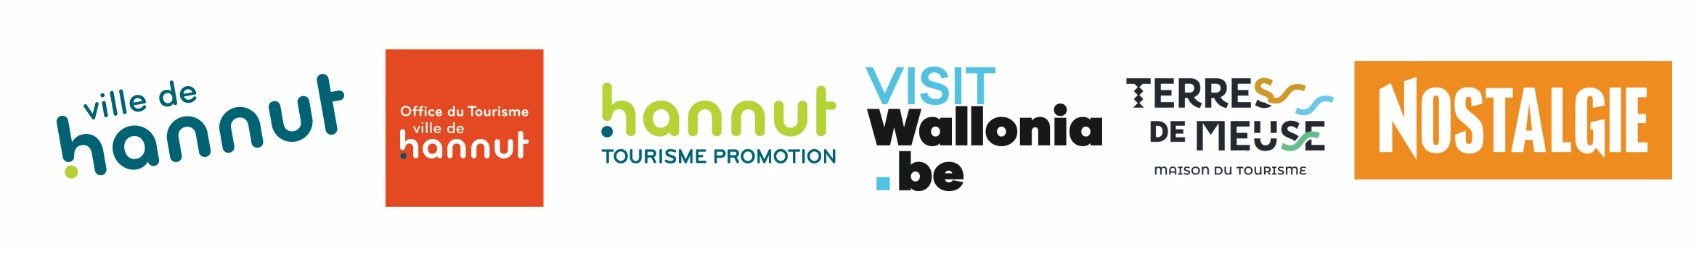 ville de
hannut
Office du Tourisme
ville de
hannut
hannut
TOURISME PROMOTION
VISIT
Wallonia
.be
TERRES
DE MEUSE
MAISON DU TOURISME
NOSTALGIE